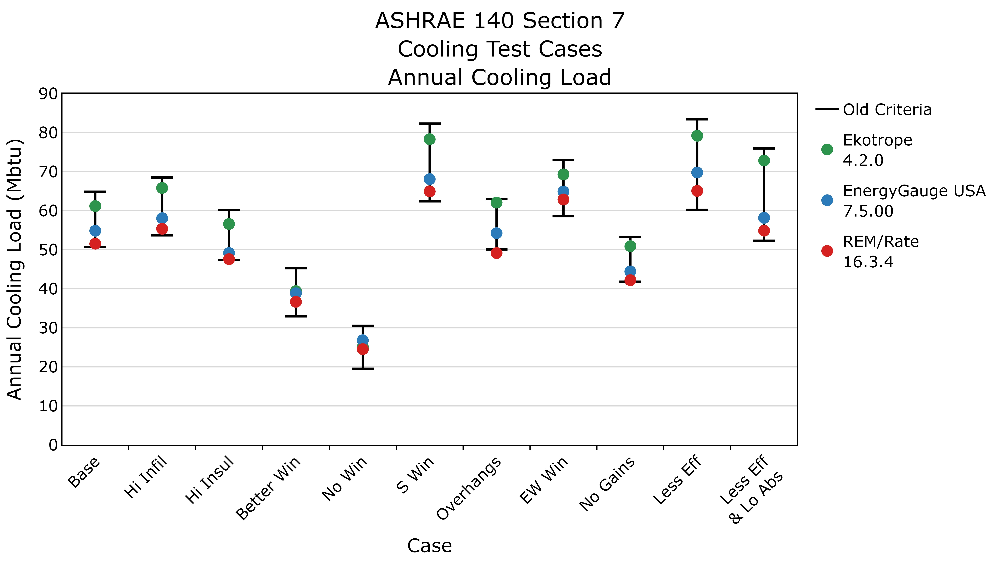 ASHRAE 140 Section 7
Cooling Test Cases
Annual Cooling Load
Annual Cooling Load (Mbtu)
90
80
70
60
50
40
30
20
10
0
Base
Hi Infil
Hi Insul
Better Win
No Win
S Win
Overhangs
EW Win
No Gains
Less Eff
Less Eff
& Lo Abs
Case
Old Criteria
Ekotrope
4.2.0
EnergyGauge USA
7.5.00
REM/Rate
16.3.4